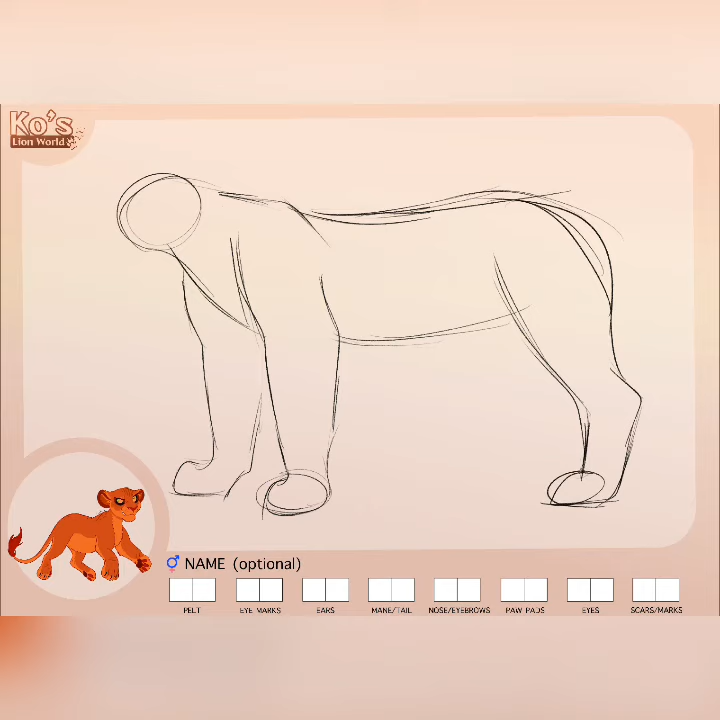 Ko's
Lion World
NAME (optional)
PELT
EYE MARKS
EARS
MANE/TAIL
NOSE/EYEBROWS
PAW PADS
EYES
SCARS/MARKS